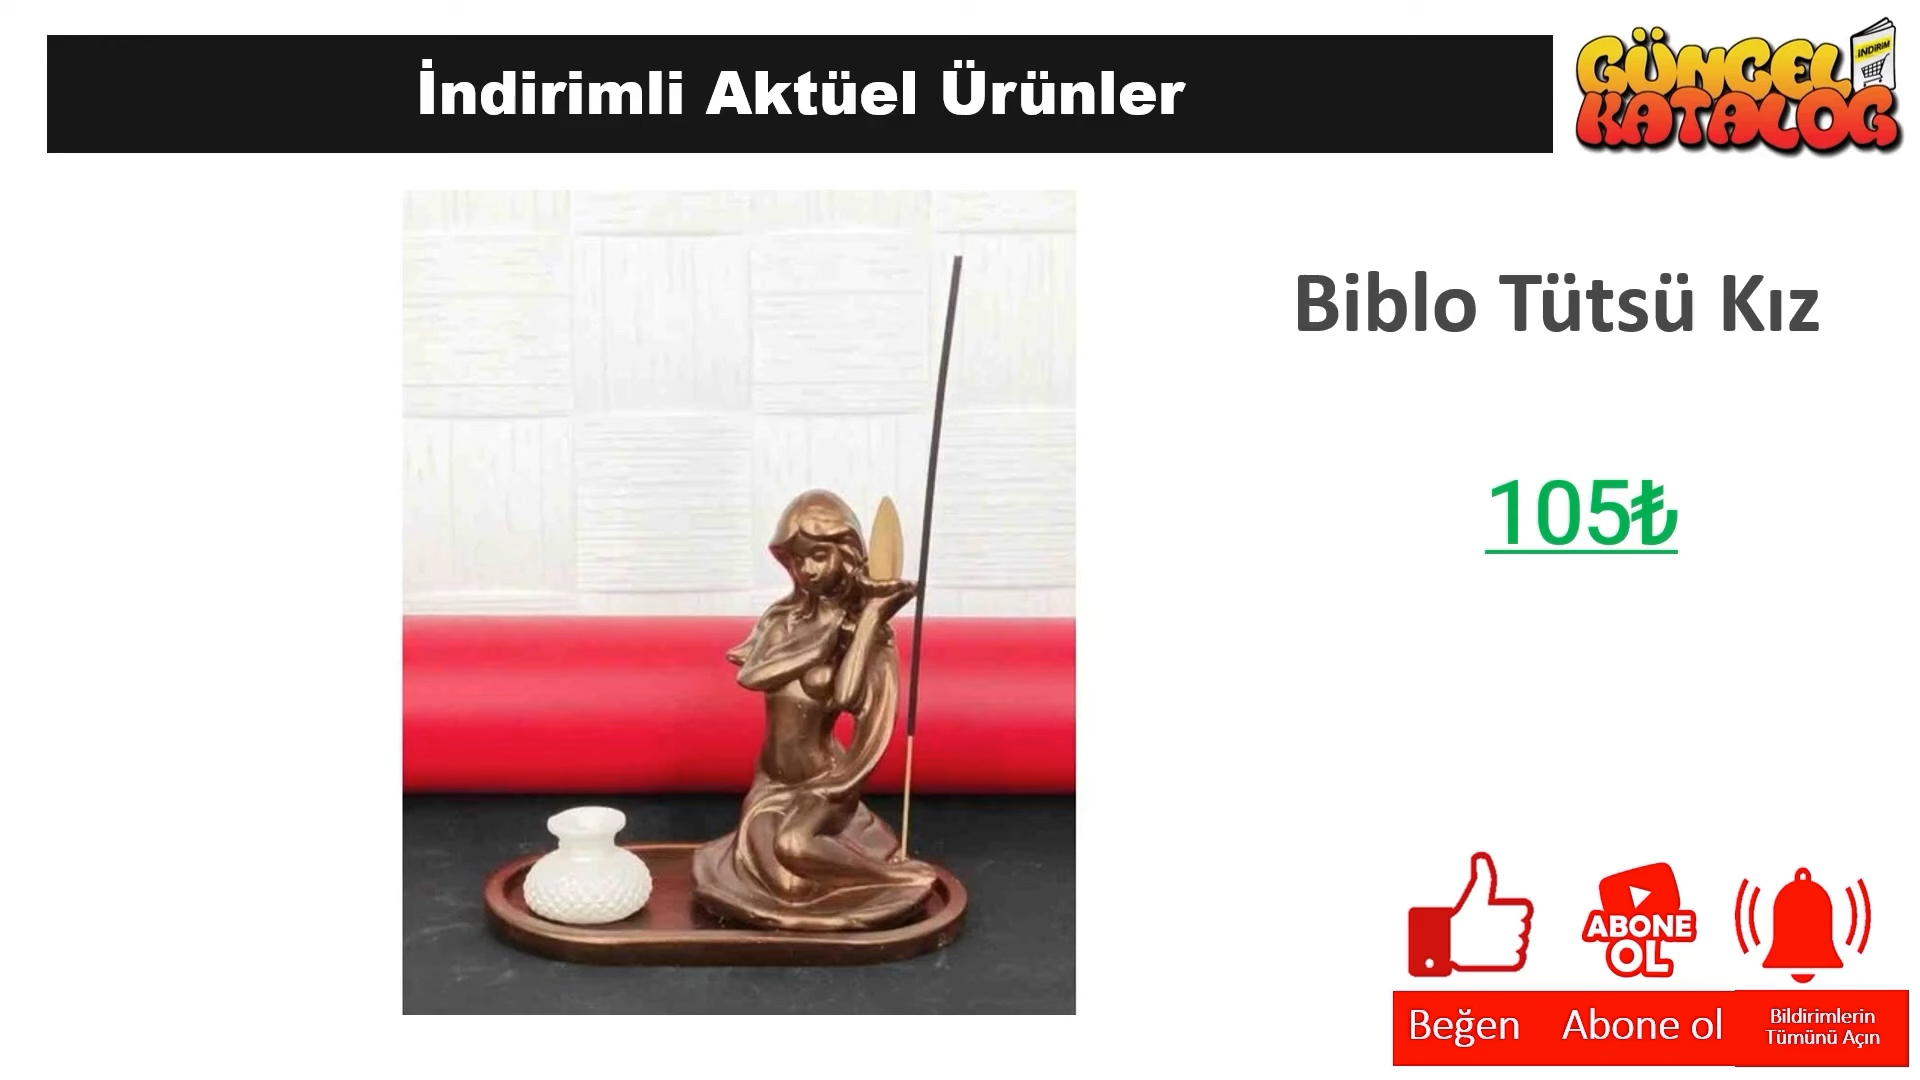 İndirimli Aktüel Ürünler
GÜNCEL
KATALOG
İNDİRİM
Biblo Tütsü Kız
105₺
ABONE
OL
Beğen
Abone ol
Bildirimlerin
Tümünü Açın